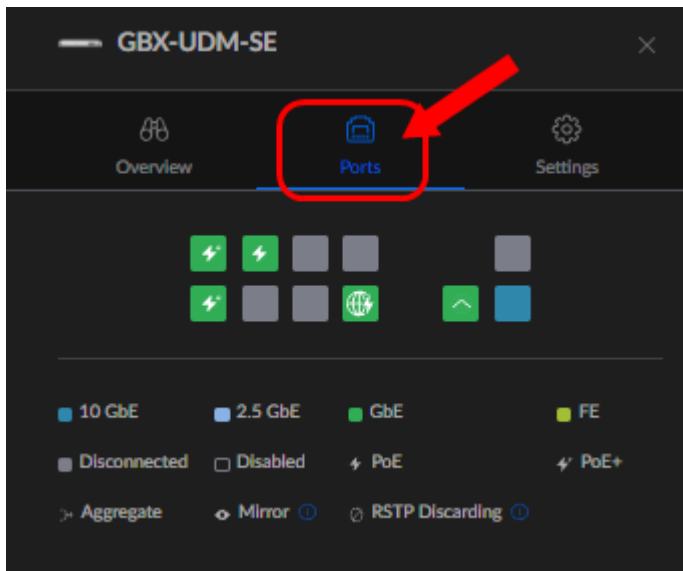 GBX-UDM-SE
Overview Ports Settings
10 GbE 2.5 GbE GbE FE
Disconnected Disabled PoE PoE+
Aggregate Mirror RSTP Discarding